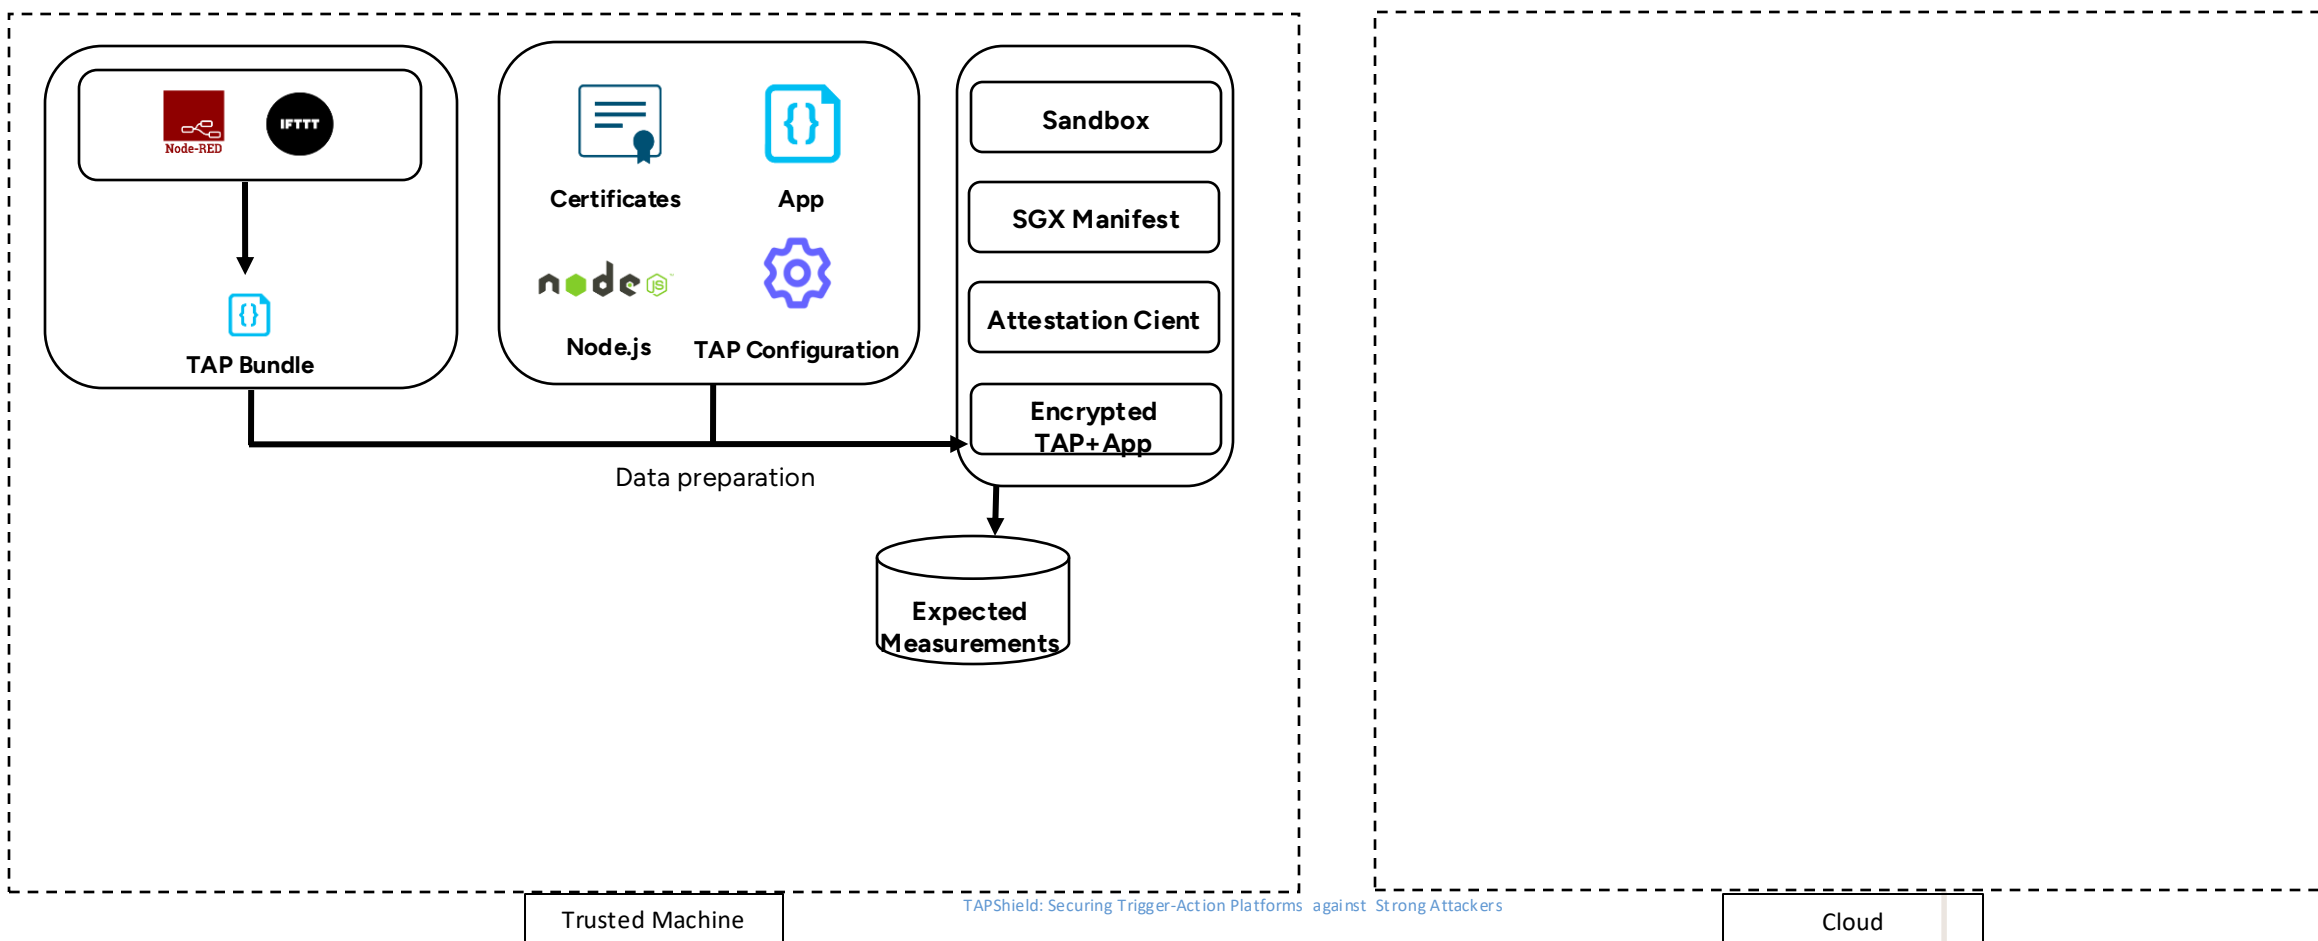 Node-RED
IFTTT
TAP Bundle
Certificates
App
node JS
Node.js
TAP Configuration
Sandbox
SGX Manifest
Attestation Cient
Encrypted
TAP+App
Data preparation
Expected
Measurements
Trusted Machine
TAPShield: Securing Trigger-Action Platforms against Strong Attackers
Cloud